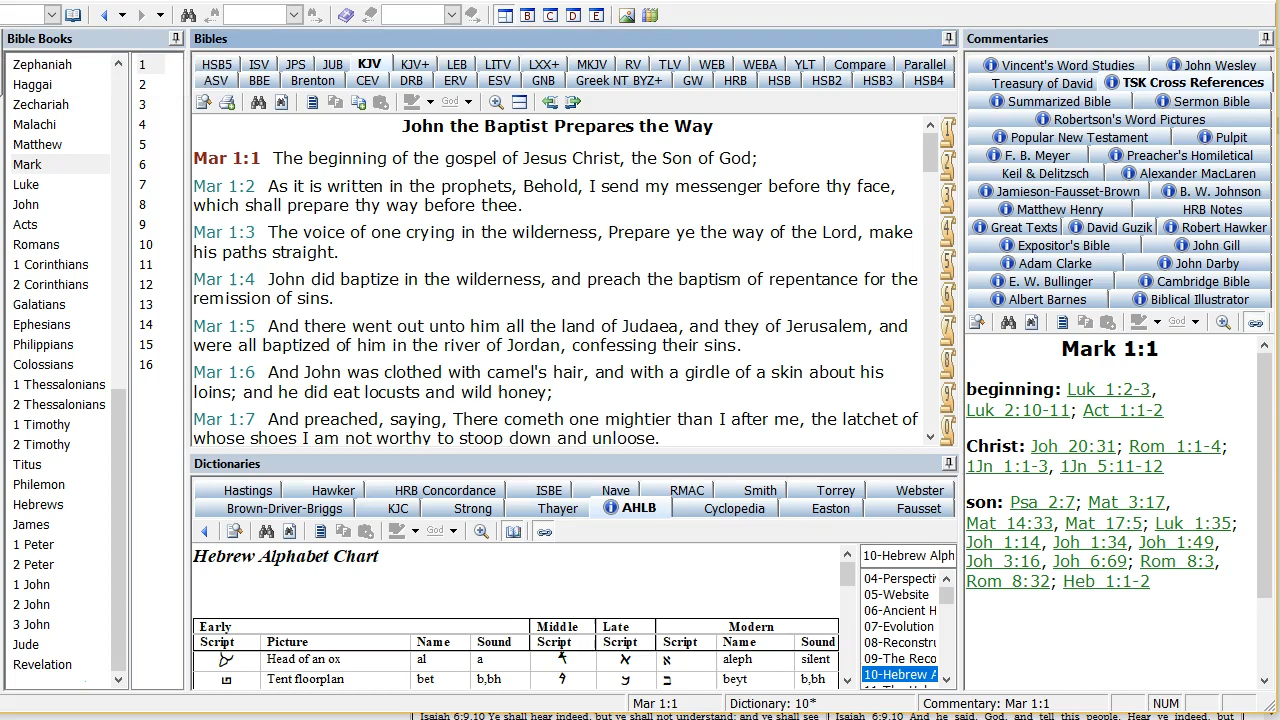 B C D E
Bible Books
Zephaniah
Haggai
Zechariah
Malachi
Matthew
Mark
Luke
John
Acts
Romans
1 Corinthians
2 Corinthians
Galatians
Ephesians
Philippians
Colossians
1 Thessalonians
2 Thessalonians
1 Timothy
2 Timothy
Titus
Philemon
Hebrews
James
1 Peter
2 Peter
1 John
2 John
3 John
Jude
Revelation
1
2
3
4
5
6
7
8
9
10
11
12
13
14
15
16
Bibles
HSB5 ISV JPS JUB KJV KJV+ LEB LITV LXX+ MKJV RV TLV WEB WEBA YLT Compare Parallel
ASV BBE Brenton CEV DRB ERV ESV GNB Greek NT BYZ+ GW HRB HSB HSB2 HSB3 HSB4
God
John the Baptist Prepares the Way
Mar 1:1 The beginning of the gospel of Jesus Christ, the Son of God;
Mar 1:2 As it is written in the prophets, Behold, I send my messenger before thy face,
which shall prepare thy way before thee.
Mar 1:3 The voice of one crying in the wilderness, Prepare ye the way of the Lord, make
his paths straight.
Mar 1:4 John did baptize in the wilderness, and preach the baptism of repentance for the
remission of sins.
Mar 1:5 And there went out unto him all the land of Judaea, and they of Jerusalem, and
were all baptized of him in the river of Jordan, confessing their sins.
Mar 1:6 And John was clothed with camel's hair, and with a girdle of a skin about his
loins; and he did eat locusts and wild honey;
Mar 1:7 And preached, saying, There cometh one mightier than I after me, the latchet of
whose shoes I am not worthy to stoop down and unloose.
1
2
3
4
5
6
7
8
9
0
Dictionaries
Hastings Hawker HRB Concordance ISBE Nave RMAC Smith Torrey Webster
Brown-Driver-Briggs KJC Strong Thayer AHLB Cyclopedia Easton Fausset
God
Hebrew Alphabet Chart
Early Middle Late Modern
Script Picture Name Sound Script Script Script Name Sound
Head of an ox al a א aleph silent
Tent floorplan bet b,bh ב beyt b,bh
10-Hebrew Alph
04-Perspecti
05-Website
06-Ancient H
07-Evolution
08-Reconstru
09-The Reco
10-Hebrew A
Commentaries
Vincent's Word Studies John Wesley
Treasury of David TSK Cross References
Summarized Bible Sermon Bible
Robertson's Word Pictures
Popular New Testament Pulpit
F. B. Meyer Preacher's Homiletical
Keil & Delitzsch Alexander MacLaren
Jamieson-Fausset-Brown B. W. Johnson
Matthew Henry HRB Notes
Great Texts David Guzik Robert Hawker
Expositor's Bible John Gill
Adam Clarke John Darby
E. W. Bullinger Cambridge Bible
Albert Barnes Biblical Illustrator
God
Mark 1:1
beginning: Luk 1:2-3,
Luk 2:10-11; Act 1:1-2
Christ: Joh 20:31; Rom 1:1-4;
1Jn 1:1-3, 1Jn 5:11-12
son: Psa 2:7; Mat 3:17,
Mat 14:33, Mat 17:5; Luk 1:35;
Joh 1:14, Joh 1:34, Joh 1:49,
Joh 3:16, Joh 6:69; Rom 8:3,
Rom 8:32; Heb 1:1-2
Mar 1:1 Dictionary: 10* Commentary: Mar 1:1 NUM